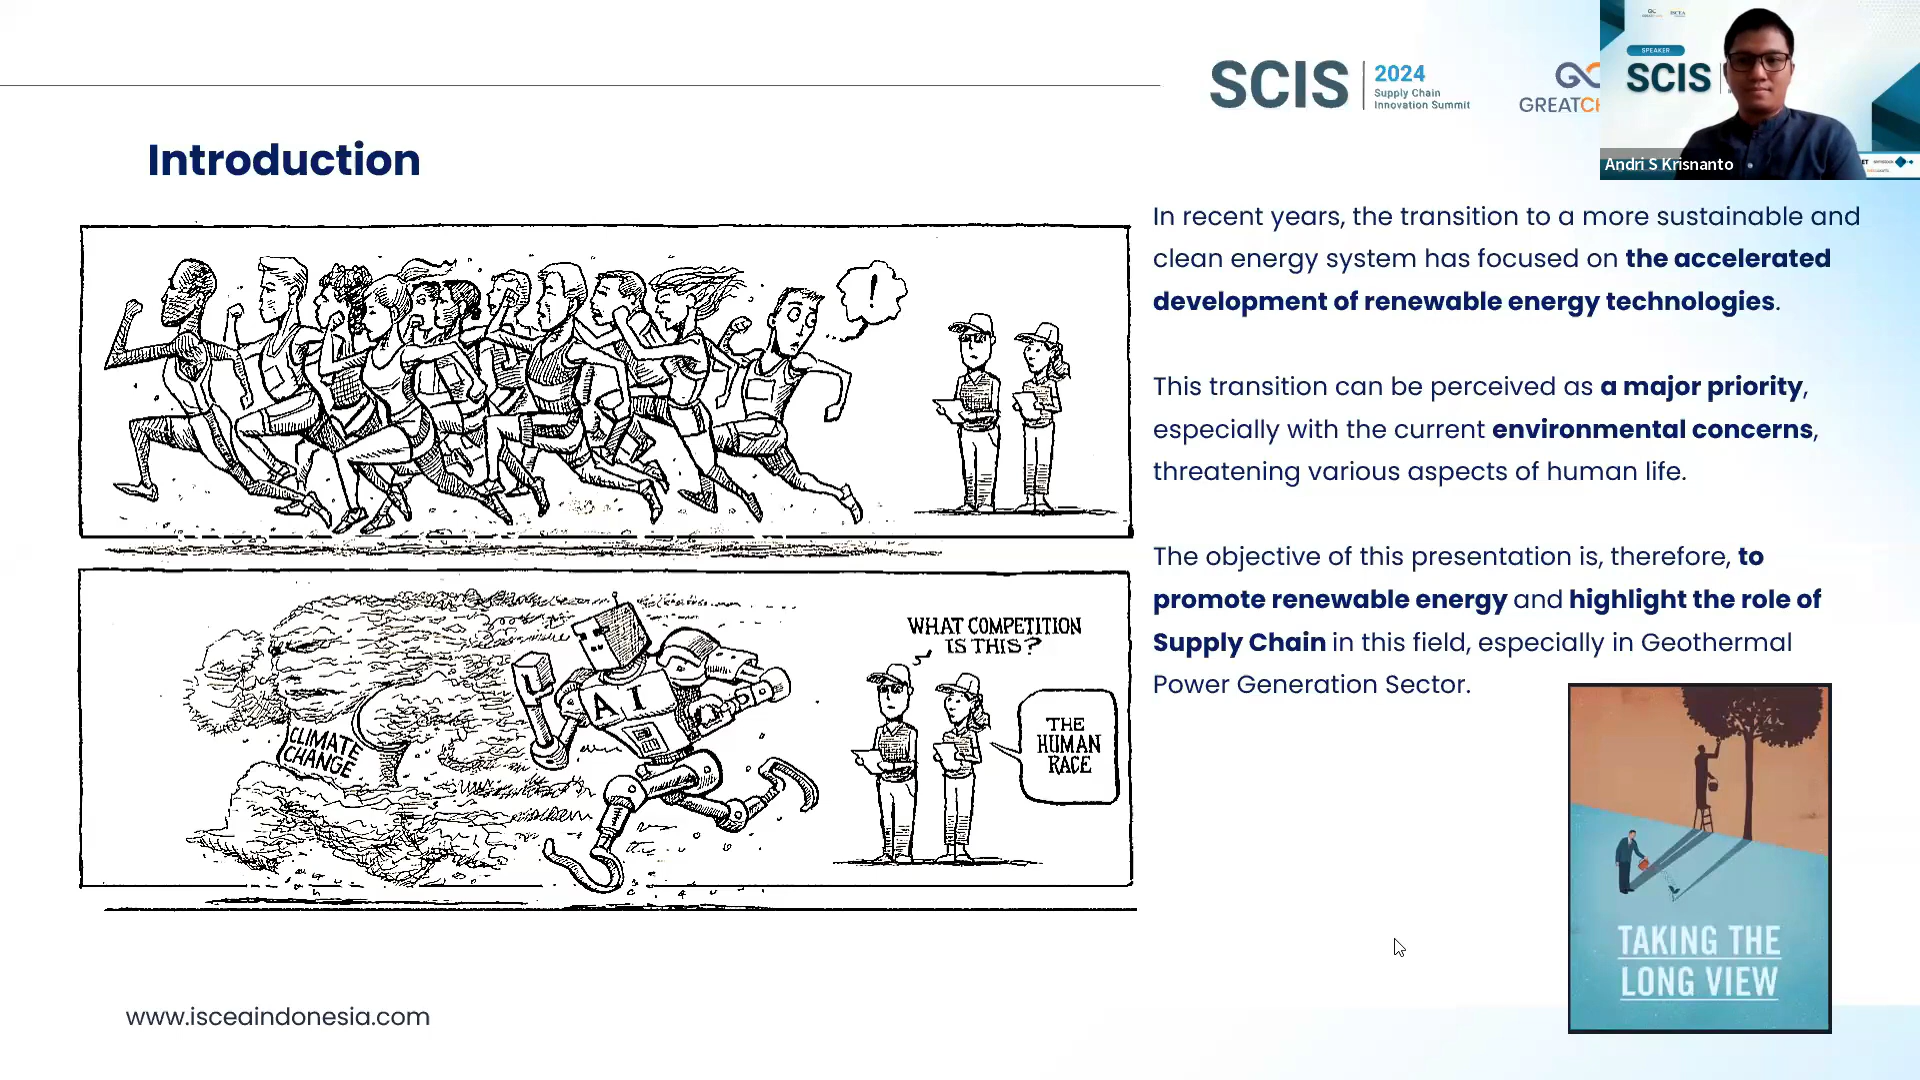 SCIS
2024
Supply Chain
Innovation Summit
GREATC
SPEAKER
SCIS
Andri S Krisnanto
Introduction
In recent years, the transition to a more sustainable and
clean energy system has focused on the accelerated
development of renewable energy technologies.
This transition can be perceived as a major priority,
especially with the current environmental concerns,
threatening various aspects of human life.
The objective of this presentation is, therefore, to
promote renewable energy and highlight the role of
Supply Chain in this field, especially in Geothermal
Power Generation Sector.
!
WHAT COMPETITION
IS THIS?
THE
HUMAN
RACE
AI
CLIMATE
CHANGE
TAKING THE
LONG VIEW
www.isceaindonesia.com